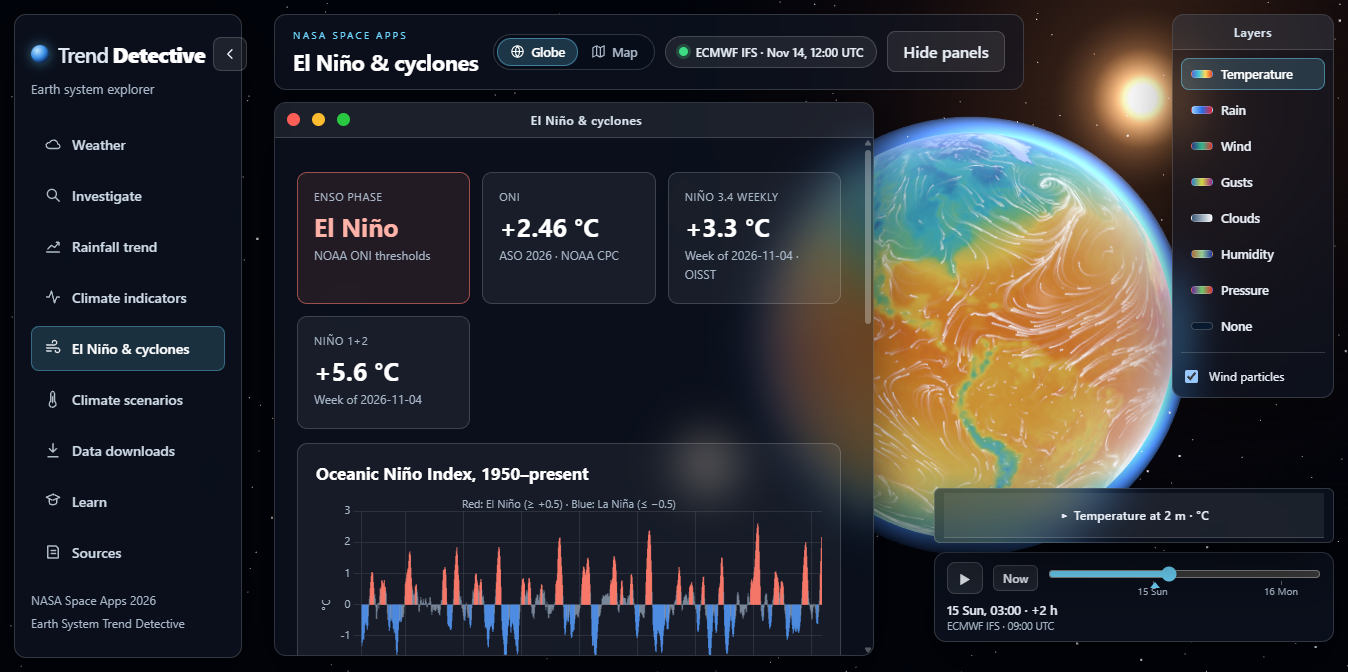 Trend Detective
Earth system explorer
Weather
Investigate
Rainfall trend
Climate indicators
El Niño & cyclones
Climate scenarios
Data downloads
Learn
Sources
NASA Space Apps 2026
Earth System Trend Detective
NASA SPACE APPS
El Niño & cyclones
Globe
Map
ECMWF IFS · Nov 14, 12:00 UTC
Hide panels
El Niño & cyclones
ENSO PHASE
El Niño
NOAA ONI thresholds
ONI
+2.46 °C
ASO 2026 · NOAA CPC
NIÑO 3.4 WEEKLY
+3.3 °C
Week of 2026-11-04 ·
OISST
NIÑO 1+2
+5.6 °C
Week of 2026-11-04
Oceanic Niño Index, 1950–present
Red: El Niño (≥ +0.5) · Blue: La Niña (≤ −0.5)
3
2
1
0
-1
°C
Layers
Temperature
Rain
Wind
Gusts
Clouds
Humidity
Pressure
None
Wind particles
▸ Temperature at 2 m · °C
Now
15 Sun
16 Mon
15 Sun, 03:00 · +2 h
ECMWF IFS · 09:00 UTC